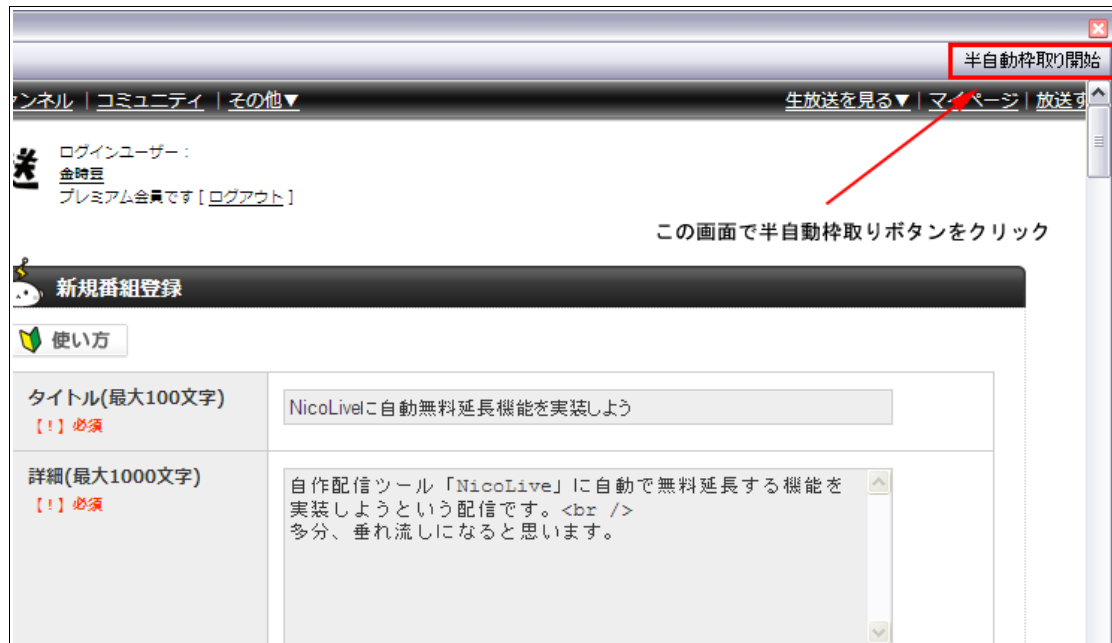 半自動枠取り開始
ャンネル | コミュニティ | その他▼ 生放送を見る▼ | マイページ | 放送す
送 ログインユーザー：
金時豆
プレミアム会員です [ ログアウト ]
この画面で半自動枠取りボタンをクリック
新規番組登録
使い方
タイトル(最大100文字)
【!】必須
NicoLiveに自動無料延長機能を実装しよう
詳細(最大1000文字)
【!】必須
自作配信ツール「NicoLive」に自動で無料延長する機能を
実装しようという配信です。<br />
多分、垂れ流しになると思います。